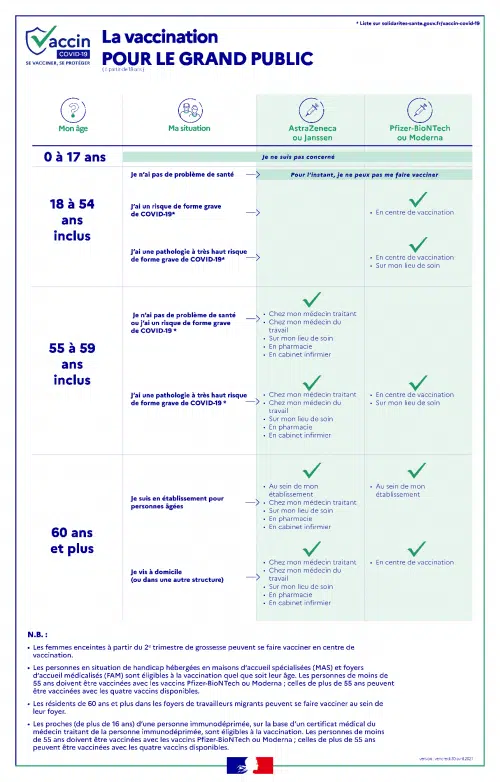 * Liste sur solidarites-sante.gouv.fr/vaccin-covid-19
Vaccin
COVID-19
SE VACCINER, SE PROTÉGER
La vaccination
POUR LE GRAND PUBLIC
(à partir de 18 ans)
Mon âge
Ma situation
AstraZeneca
ou Janssen
Pfizer-BioNTech
ou Moderna
0 à 17 ans
Je ne suis pas concerné
18 à 54
ans
inclus
Je n'ai pas de problème de santé
Pour l'instant, je ne peux pas me faire vacciner
J'ai un risque de forme grave
de COVID-19*
• En centre de vaccination
J'ai une pathologie à très haut risque
de forme grave de COVID-19*
• En centre de vaccination
• Sur mon lieu de soin
55 à 59
ans
inclus
Je n'ai pas de problème de santé
ou j'ai un risque de forme grave
de COVID-19 *
• Chez mon médecin traitant
• Chez mon médecin du
travail
• Sur mon lieu de soin
• En pharmacie
• En cabinet infirmier
J'ai une pathologie à très haut risque
de forme grave de COVID-19 *
• Chez mon médecin traitant
• Chez mon médecin du
travail
• Sur mon lieu de soin
• En pharmacie
• En cabinet infirmier
• En centre de vaccination
• Sur mon lieu de soin
60 ans
et plus
Je suis en établissement pour
personnes âgées
• Au sein de mon
établissement
• Chez mon médecin traitant
• Sur mon lieu de soin
• En pharmacie
• En cabinet infirmier
• Au sein de mon
établissement
Je vis à domicile
(ou dans une autre structure)
• Chez mon médecin traitant
• Chez mon médecin du
travail
• Sur mon lieu de soin
• En pharmacie
• En cabinet infirmier
• En centre de vaccination
N.B. :
• Les femmes enceintes à partir du 2e trimestre de grossesse peuvent se faire vacciner en centre de
vaccination.
• Les personnes en situation de handicap hébergées en maisons d'accueil spécialisées (MAS) et foyers
d'accueil médicalisés (FAM) sont éligibles à la vaccination quel que soit leur âge. Les personnes de moins de
55 ans doivent être vaccinées avec les vaccins Pfizer-BioNTech ou Moderna ; celles de plus de 55 ans peuvent
être vaccinées avec les quatre vaccins disponibles.
• Les résidents de 60 ans et plus dans les foyers de travailleurs migrants peuvent se faire vacciner au sein de
leur foyer.
• Les proches (de plus de 16 ans) d'une personne immunodéprimée, sur la base d'un certificat médical du
médecin traitant de la personne immunodéprimée, sont éligibles à la vaccination. Les personnes de moins
de 55 ans doivent être vaccinées avec les vaccins Pfizer-BioNTech ou Moderna ; celles de plus de 55 ans
peuvent être vaccinées avec les quatre vaccins disponibles.